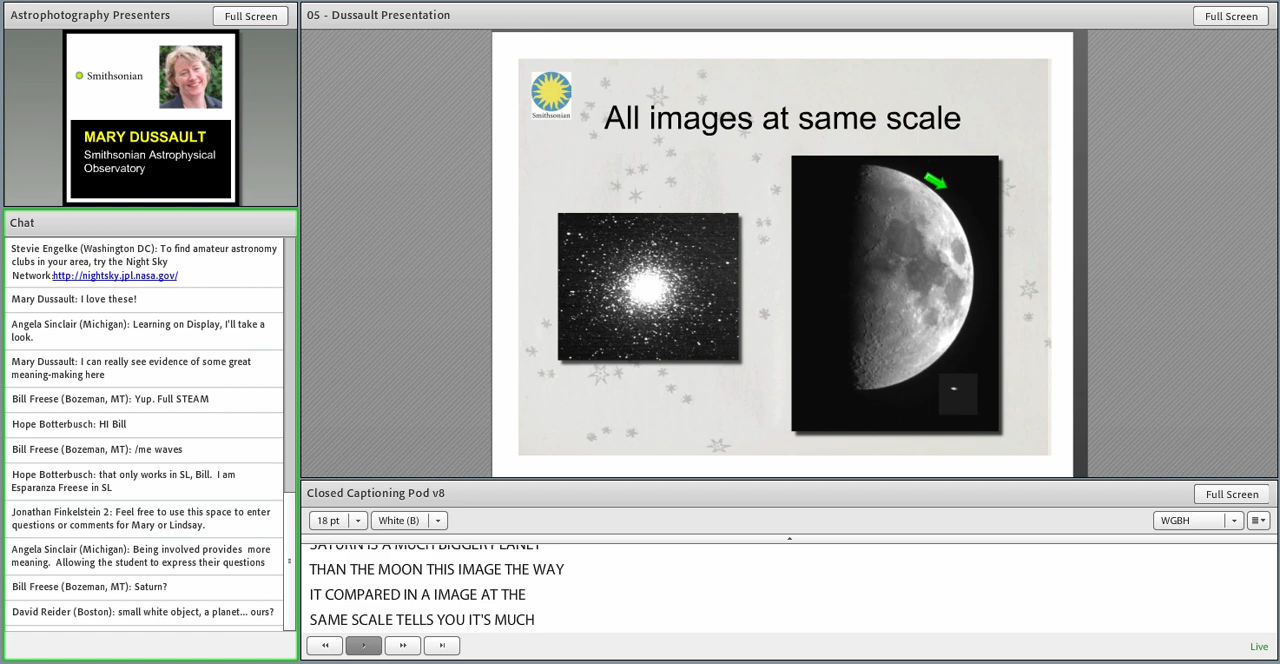 Astrophotography Presenters
Full Screen
Smithsonian
MARY DUSSAULT
Smithsonian Astrophysical
Observatory
Chat
Stevie Engelke (Washington DC): To find amateur astronomy
clubs in your area, try the Night Sky
Network:http://nightsky.jpl.nasa.gov/
Mary Dussault: I love these!
Angela Sinclair (Michigan): Learning on Display, I'll take a
look.
Mary Dussault: I can really see evidence of some great
meaning-making here
Bill Freese (Bozeman, MT): Yup. Full STEAM
Hope Botterbusch: HI Bill
Bill Freese (Bozeman, MT): /me waves
Hope Botterbusch: that only works in SL, Bill.  I am
Esparanza Freese in SL
Jonathan Finkelstein 2: Feel free to use this space to enter
questions or comments for Mary or Lindsay.
Angela Sinclair (Michigan): Being involved provides  more
meaning.  Allowing the student to express their questions
Bill Freese (Bozeman, MT): Saturn?
David Reider (Boston): small white object, a planet... ours?
05 - Dussault Presentation
Full Screen
Smithsonian
All images at same scale
Closed Captioning Pod v8
Full Screen
18 pt
White (B)
WGBH
SATURN IS A MUCH BIGGER PLANET
THAN THE MOON THIS IMAGE THE WAY
IT COMPARED IN A IMAGE AT THE
SAME SCALE TELLS YOU IT'S MUCH
Live